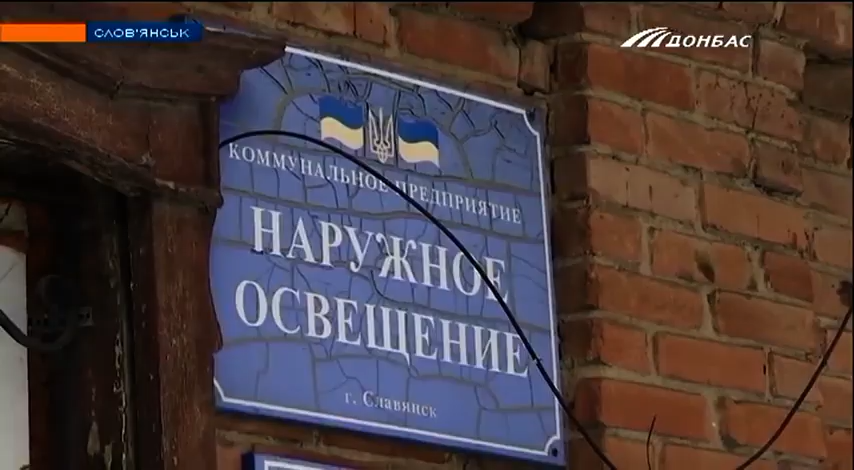 СЛОВ'ЯНСЬК
ДОНБАС
КОММУНАЛЬНОЕ ПРЕДПРИЯТИЕ
НАРУЖНОЕ
ОСВЕЩЕНИЕ
г. Славянск